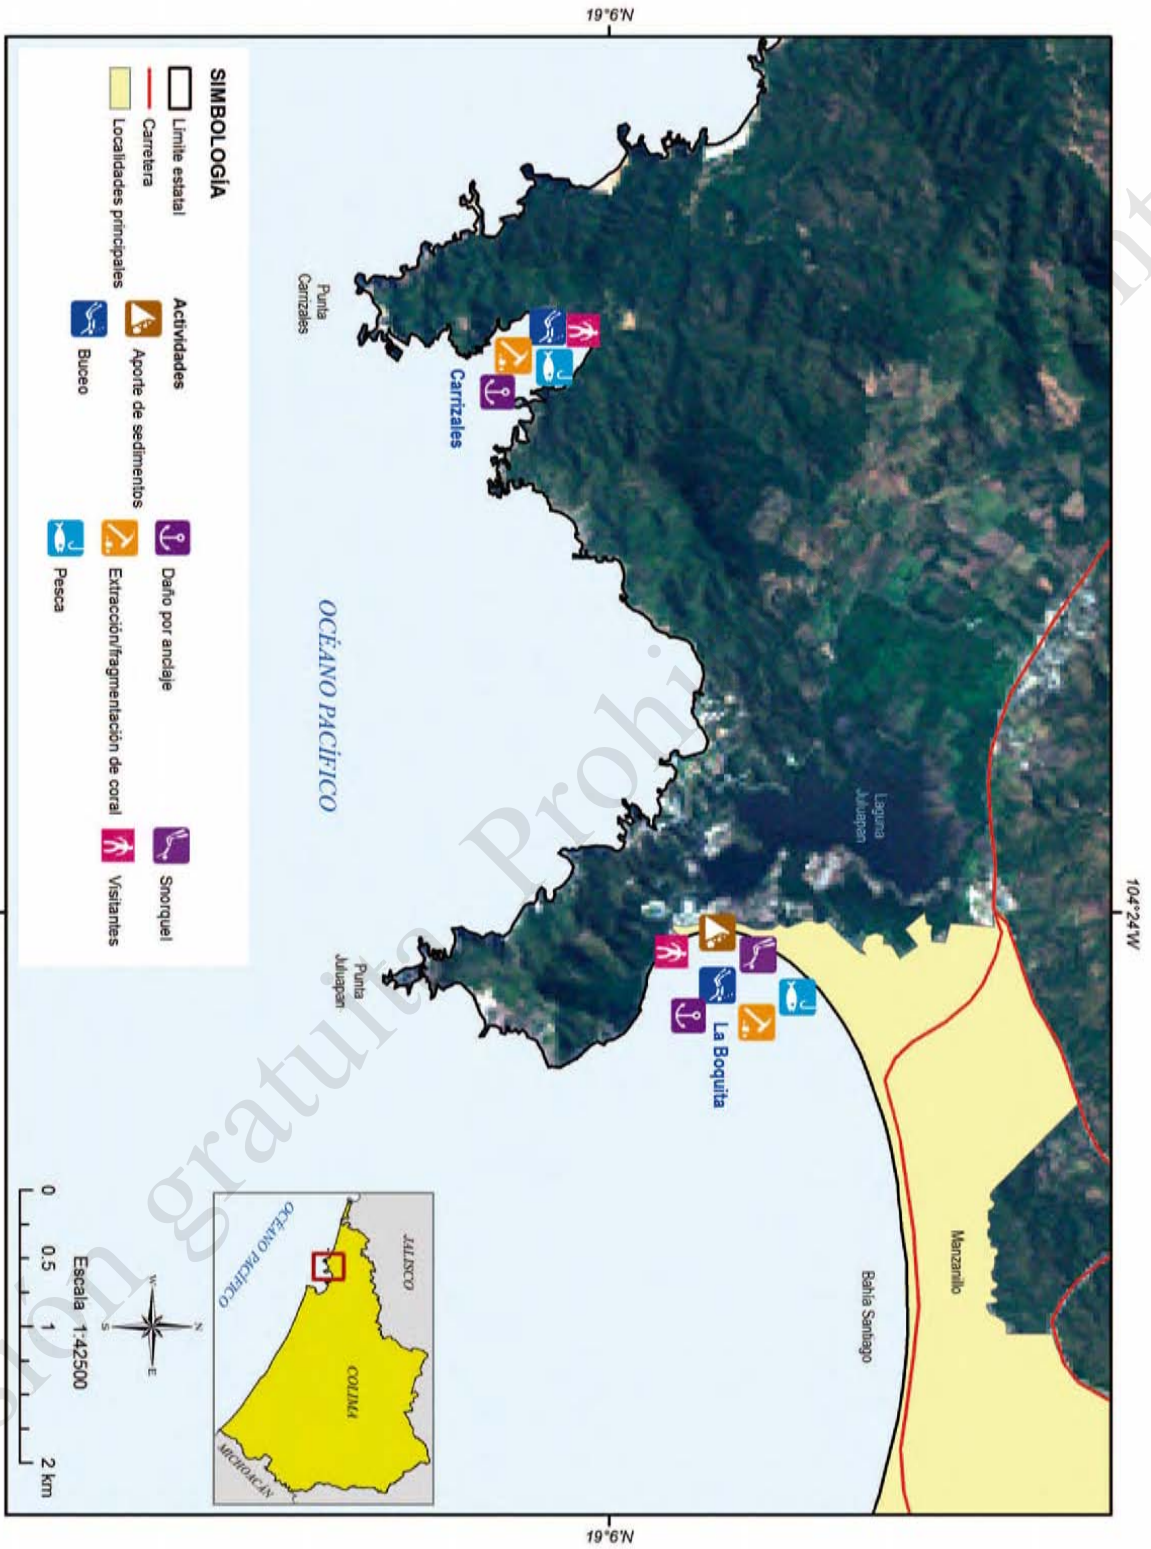 19°6'N
104°24'W
Laguna
Juluapan
Manzanillo
Bahía Santiago
Carrizales
La Boquita
Punta
Carrizales
Punta
Juluapan
OCÉANO PACÍFICO
SIMBOLOGÍA
Límite estatal
Carretera
Localidades principales
Actividades
Aporte de sedimentos
Buceo
Daño por anclaje
Extracción/fragmentación de coral
Pesca
Snorquel
Visitantes
JALISCO
COLIMA
MICHOACÁN
OCÉANO PACÍFICO
N
W
E
S
Escala 1:42500
0 0.5 1 2 km
19°6'N
gratuita
Prohi